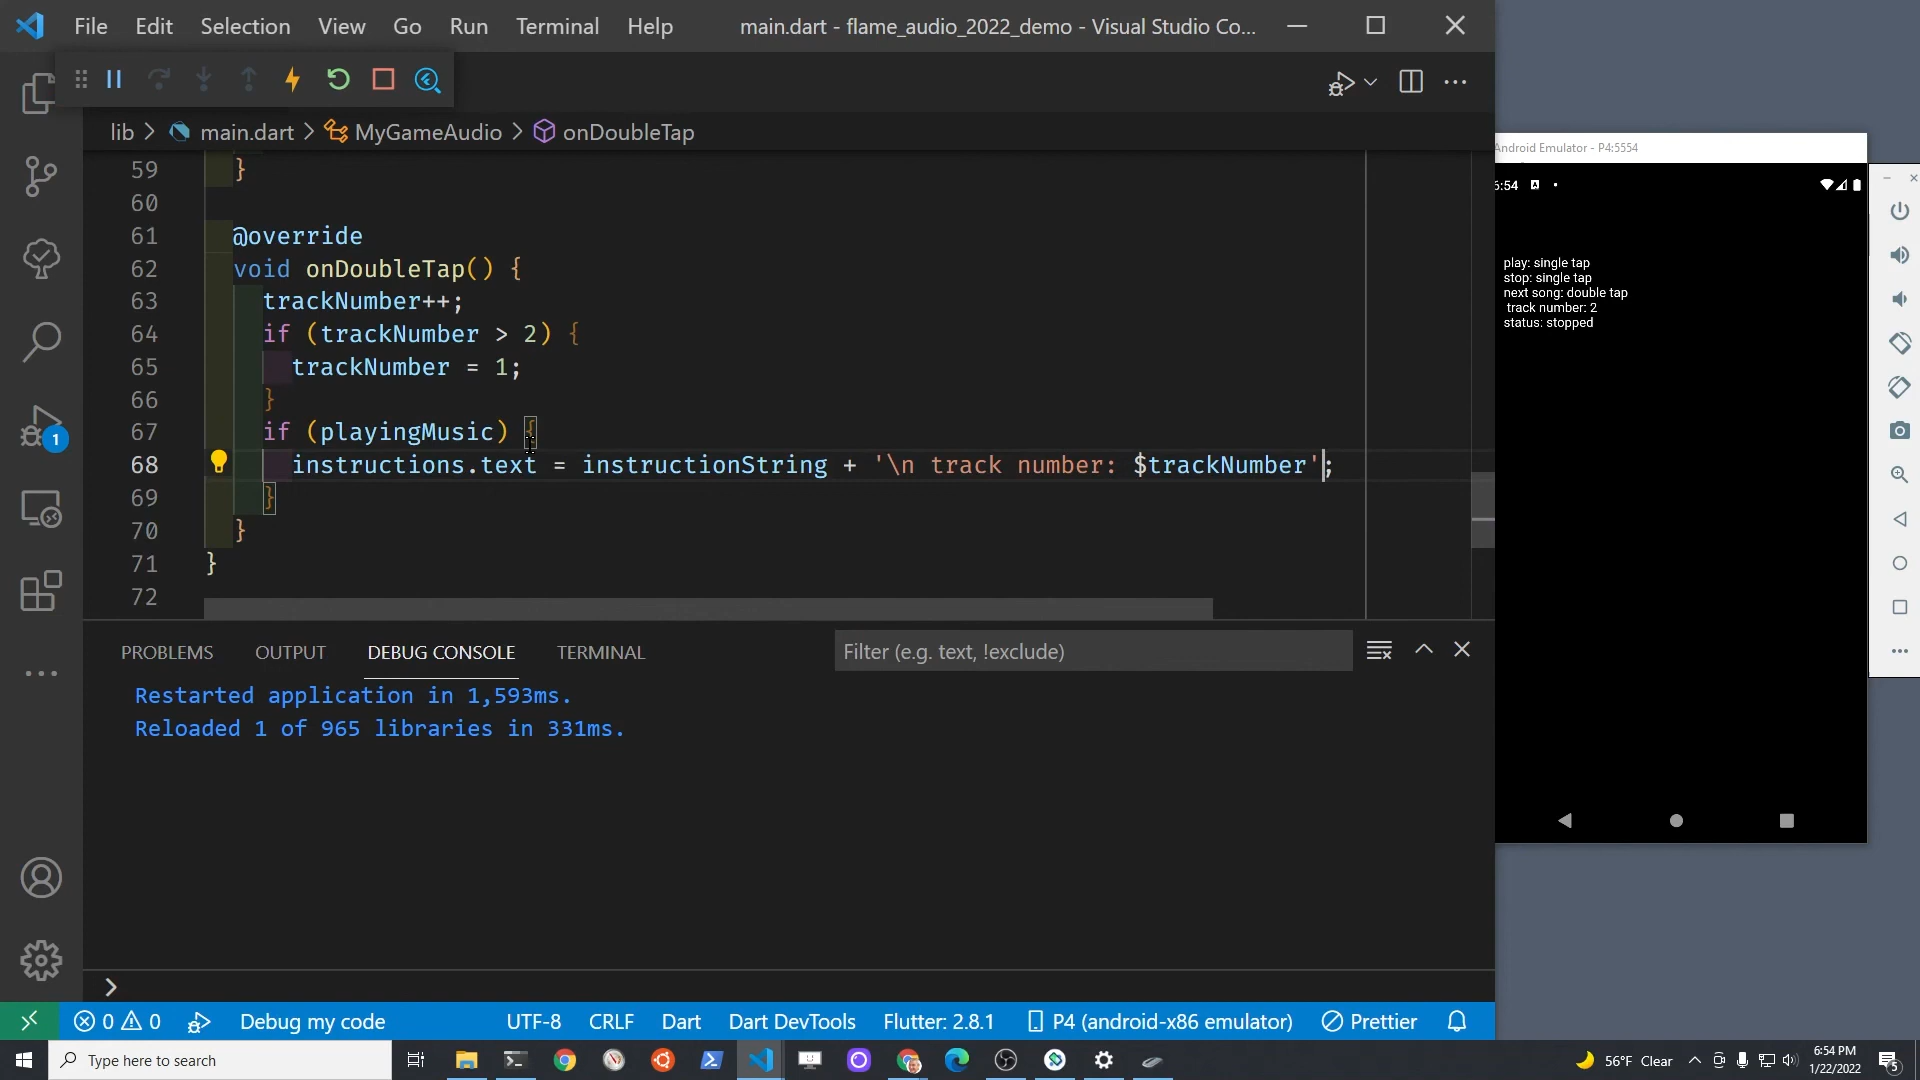 File Edit Selection View Go Run Terminal Help main.dart - flame_audio_2022_demo - Visual Studio Co...
lib > main.dart > MyGameAudio > onDoubleTap
59 }
60
61 @override
62 void onDoubleTap() {
63 trackNumber++;
64 if (trackNumber > 2) {
65 trackNumber = 1;
66 }
67 if (playingMusic) {
68 instructions.text = instructionString + '\n track number: $trackNumber';
69 }
70 }
71 }
72
PROBLEMS OUTPUT DEBUG CONSOLE TERMINAL Filter (e.g. text, !exclude)
Restarted application in 1,593ms.
Reloaded 1 of 965 libraries in 331ms.
1
0 0 Debug my code UTF-8 CRLF Dart Dart DevTools Flutter: 2.8.1 P4 (android-x86 emulator) Prettier
Android Emulator - P4:5554
6:54
play: single tap
stop: single tap
next song: double tap
track number: 2
status: stopped
Type here to search
56°F Clear
6:54 PM
1/22/2022
5